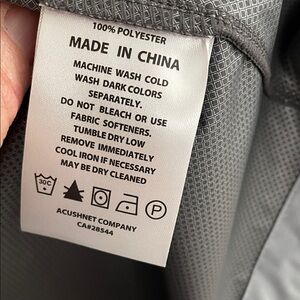 100% POLYESTER
MADE IN CHINA
MACHINE WASH COLD
WASH DARK COLORS
SEPARATELY.
DO NOT BLEACH OR USE
FABRIC SOFTENERS.
TUMBLE DRY LOW
REMOVE IMMEDIATELY
COOL IRON IF NECESSARY
MAY BE DRY CLEANED
30C P
ACUSHNET COMPANY
CA#28544